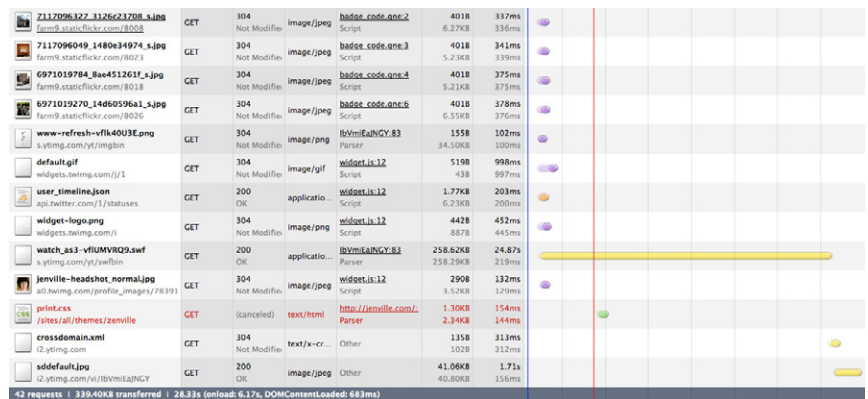 7117096327_3126c23708_s.jpg GET 304 image/jpeg badge_code.gne:2 401B 337ms
farm9.staticflickr.com/8008 Not Modifie Script 6.27KB 336ms
7117096049_1480e34974_s.jpg GET 304 image/jpeg badge_code.gne:3 401B 341ms
farm9.staticflickr.com/8023 Not Modifie Script 5.23KB 339ms
6971019784_8ae451261f_s.jpg GET 304 image/jpeg badge_code.gne:4 401B 375ms
farm9.staticflickr.com/8018 Not Modifie Script 5.21KB 375ms
6971019270_14d60596a1_s.jpg GET 304 image/jpeg badge_code.gne:6 401B 378ms
farm9.staticflickr.com/8026 Not Modifie Script 6.55KB 376ms
www-refresh-vflk40U3E.png GET 304 image/png IbVmiEaJNGY:83 155B 102ms
s.ytimg.com/yt/imgbin Not Modifie Parser 34.50KB 100ms
default.gif GET 304 image/gif widget.js:12 519B 998ms
widgets.twimg.com/j/1 Not Modifie Script 43B 997ms
user_timeline.json GET 200 applicatio... widget.js:12 1.77KB 203ms
api.twitter.com/1/statuses OK Script 6.23KB 200ms
widget-logo.png GET 304 image/png widget.js:12 442B 452ms
widgets.twimg.com/i Not Modifie Script 887B 445ms
watch_as3-vflUMVRQ9.swf GET 200 applicatio... IbVmiEaJNGY:83 258.62KB 24.87s
s.ytimg.com/yt/swfbin OK Parser 258.29KB 219ms
jenville-headshot_normal.jpg GET 304 image/jpeg widget.js:12 290B 132ms
a0.twimg.com/profile_images/78391 Not Modifie Script 3.52KB 129ms
print.css GET (canceled) text/html http://jenville.com/: 1.30KB 154ms
/sites/all/themes/zenville Parser 2.34KB 144ms
crossdomain.xml GET 304 text/x-cr... Other 135B 313ms
i2.ytimg.com Not Modifie 102B 312ms
sddefault.jpg GET 200 image/jpeg Other 41.06KB 1.71s
i2.ytimg.com/vi/IbVmiEaJNGY OK 40.80KB 156ms
42 requests | 339.40KB transferred | 28.33s (onload: 6.17s, DOMContentLoaded: 683ms)